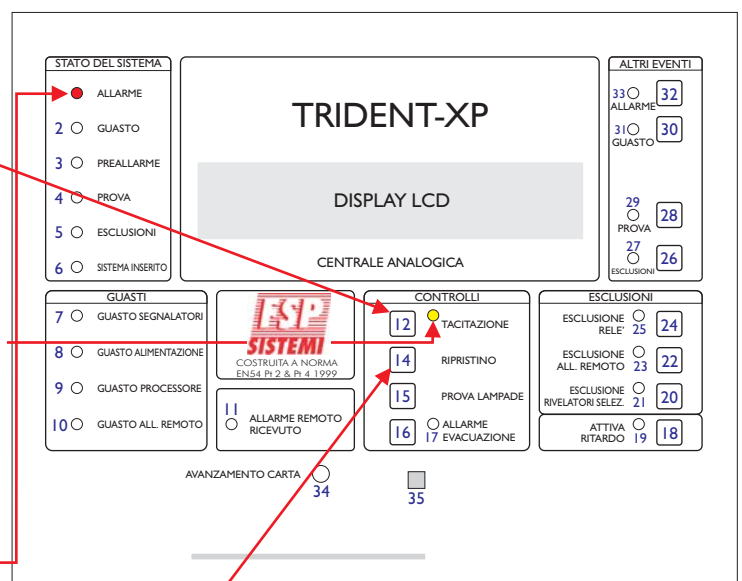 STATO DEL SISTEMA
ALLARME
2 GUASTO
3 PREALLARME
4 PROVA
5 ESCLUSIONI
6 SISTEMA INSERITO
TRIDENT-XP
DISPLAY LCD
CENTRALE ANALOGICA
ALTRI EVENTI
33 32
ALLARME
31 30
GUASTO
29
28
PROVA
27
26
ESCLUSIONI
GUASTI
7 GUASTO SEGNALATORI
8 GUASTO ALIMENTAZIONE
9 GUASTO PROCESSORE
10 GUASTO ALL. REMOTO
ESP
SISTEMI
COSTRUITA A NORMA
EN54 Pt 2 & Pt 4 1999
11
ALLARME REMOTO
RICEVUTO
CONTROLLI
12 TACITAZIONE
14 RIPRISTINO
15 PROVA LAMPADE
16 ALLARME
17 EVACUAZIONE
ESCLUSIONI
ESCLUSIONE
RELE' 25 24
ESCLUSIONE
ALL. REMOTO 23 22
ESCLUSIONE
RIVELATORI SELEZ. 21 20
ATTIVA
RITARDO 19 18
AVANZAMENTO CARTA
34
35